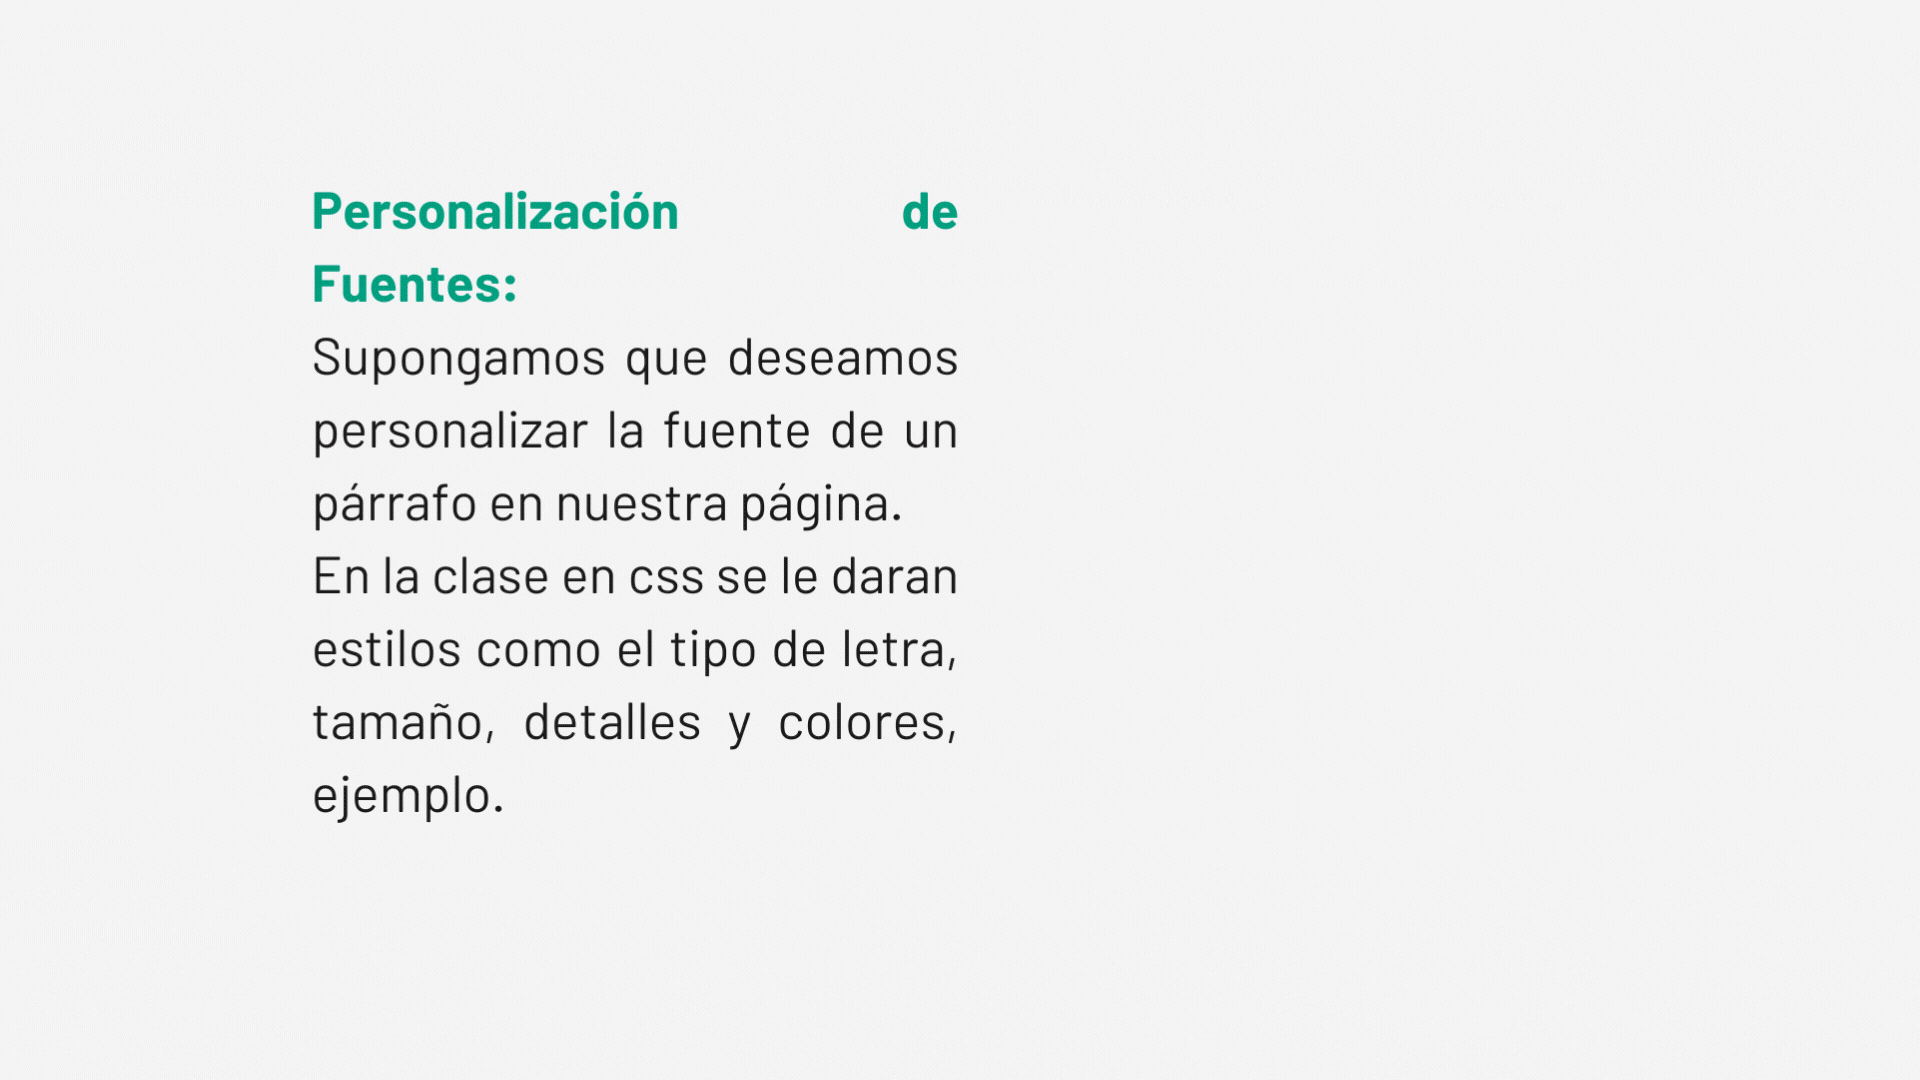 Personalización de
Fuentes:
Supongamos que deseamos
personalizar la fuente de un
párrafo en nuestra página.
En la clase en css se le daran
estilos como el tipo de letra,
tamaño, detalles y colores,
ejemplo.